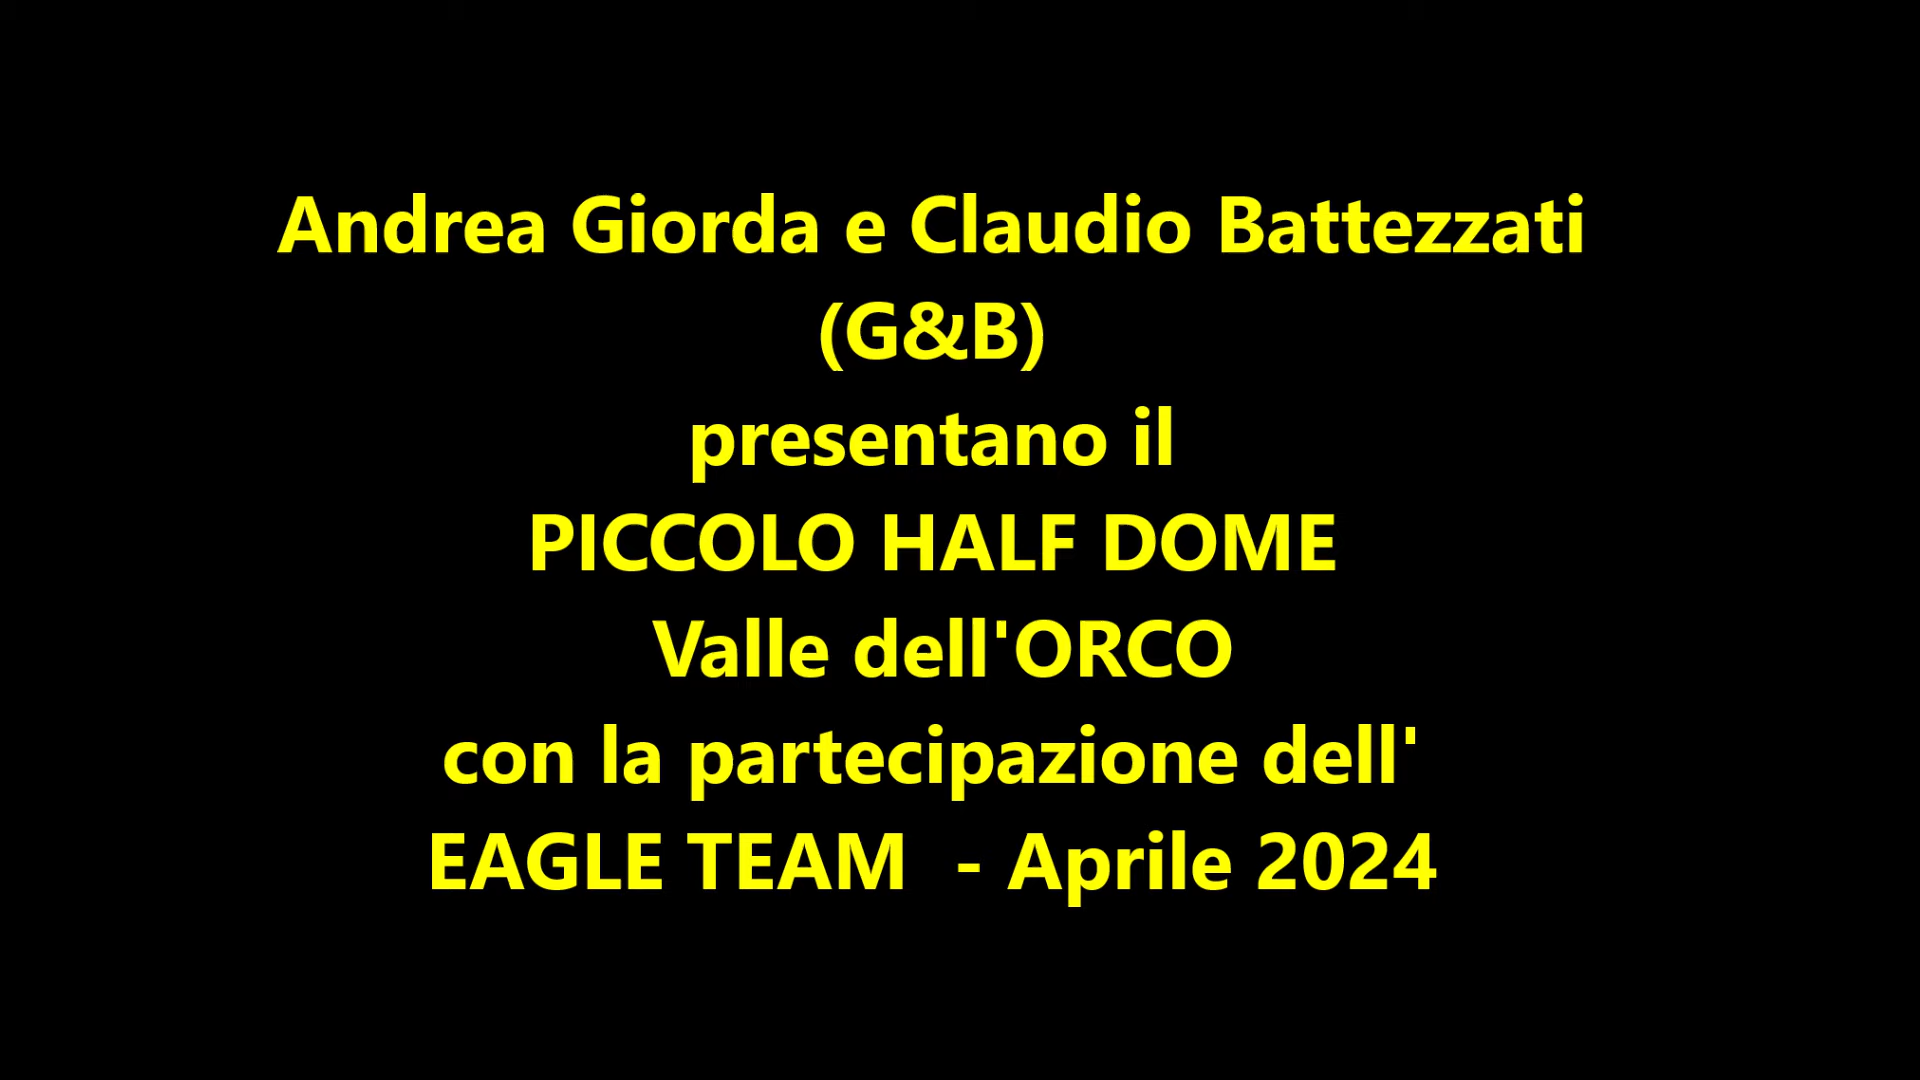 Andrea Giorda e Claudio Battezzati
(G&B)
presentano il
PICCOLO HALF DOME
Valle dell'ORCO
con la partecipazione dell'
EAGLE TEAM  - Aprile 2024